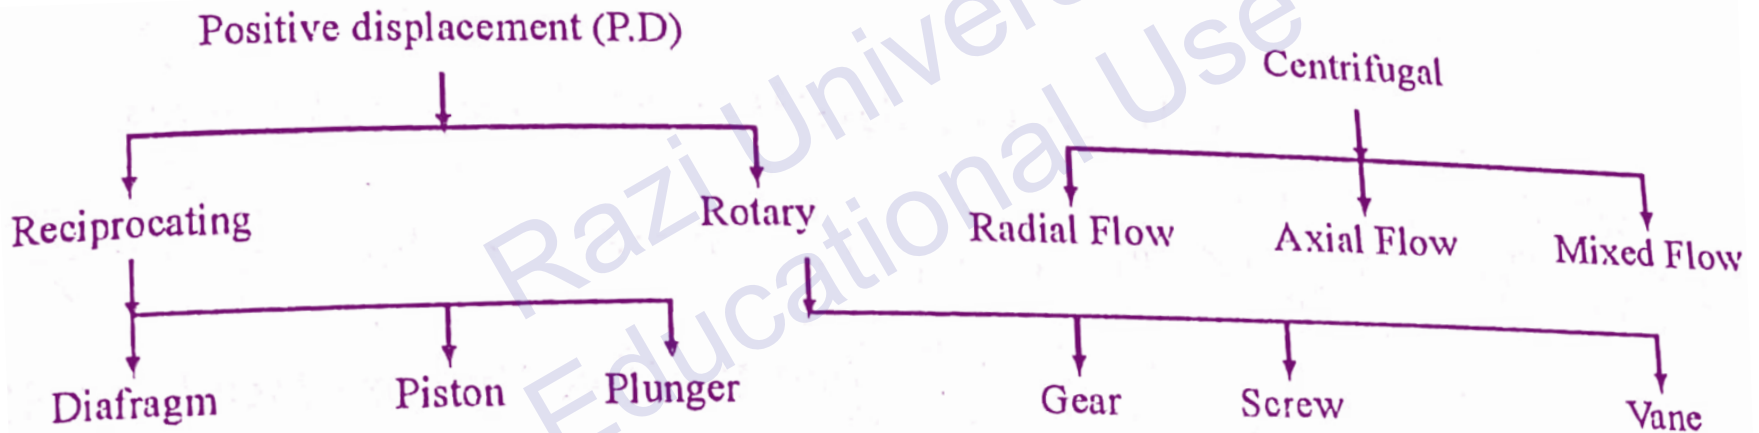 Positive displacement (P.D)
Centrifugal
Reciprocating
Rotary
Radial Flow
Axial Flow
Mixed Flow
Diafragm
Piston
Plunger
Gear
Screw
Vane
Razi Univer
Educational Use